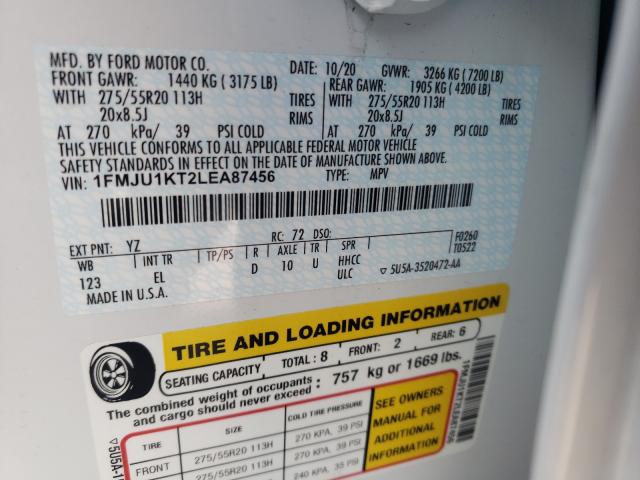 MFD. BY FORD MOTOR CO.
DATE: 10/20 GVWR: 3266 KG (7200 LB)
FRONT GAWR: 1440 KG (3175 LB)
REAR GAWR: 1905 KG (4200 LB)
WITH 275/55R20 113H TIRES
WITH 275/55R20 113H TIRES
20x8.5J RIMS
20x8.5J RIMS
AT 270 kPa/ 39 PSI COLD
AT 270 kPa/ 39 PSI COLD
THIS VEHICLE CONFORMS TO ALL APPLICABLE FEDERAL MOTOR VEHICLE
SAFETY STANDARDS IN EFFECT ON THE DATE OF MANUFACTURE SHOWN ABOVE.
VIN: 1FMJU1KT2LEA87456 TYPE: MPV
EXT PNT: YZ RC: 72 DSO:
F0260
T0522
WB INT TR TP/PS R AXLE TR SPR
123 EL D 10 U HHCC
ULC ▽5U5A-3520472-AA
MADE IN U.S.A.
TIRE AND LOADING INFORMATION
SEATING CAPACITY TOTAL: 8 FRONT: 2 REAR: 6
The combined weight of occupants
and cargo should never exceed : 757 kg or 1669 lbs.
TIRE SIZE COLD TIRE PRESSURE
FRONT 275/55R20 113H 270 KPA, 39 PSI
275/55R20 113H 270 KPA, 39 PSI
240 KPA, 35 PSI
SEE OWNERS
MANUAL FOR
ADDITIONAL
INFORMATION
1FMJU1KT2LEA87456